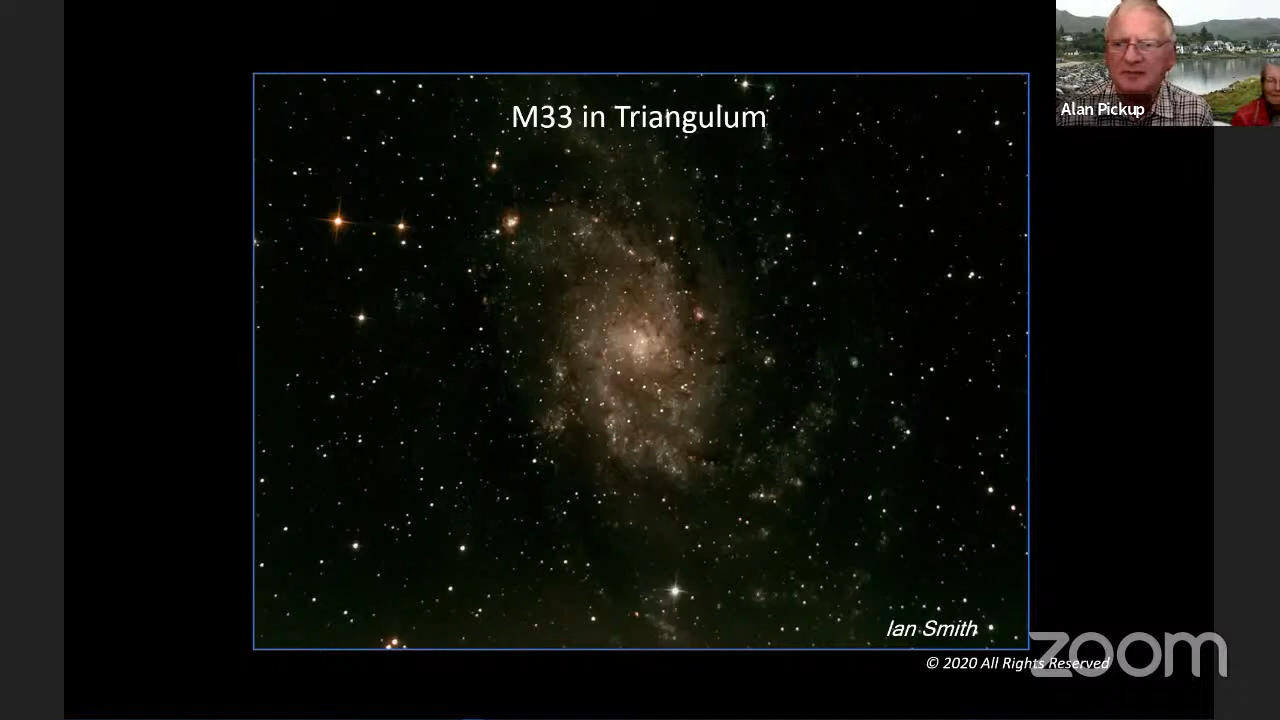 M33 in Triangulum
Alan Pickup
Ian Smith
© 2020 All Rights Reserved
zoom